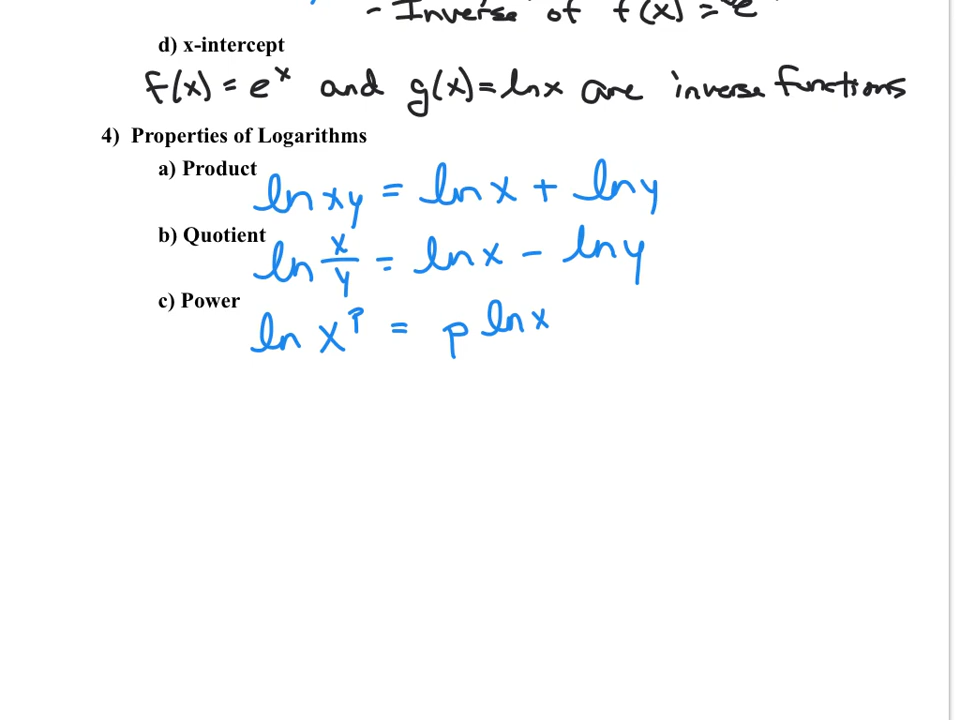 - Inverse of f(x) = e
d) x-intercept
f(x) = e^x and g(x) = ln x are inverse functions
4) Properties of Logarithms
a) Product
ln xy = ln x + ln y
b) Quotient
ln x/y = ln x - ln y
c) Power
ln x^p = p ln x